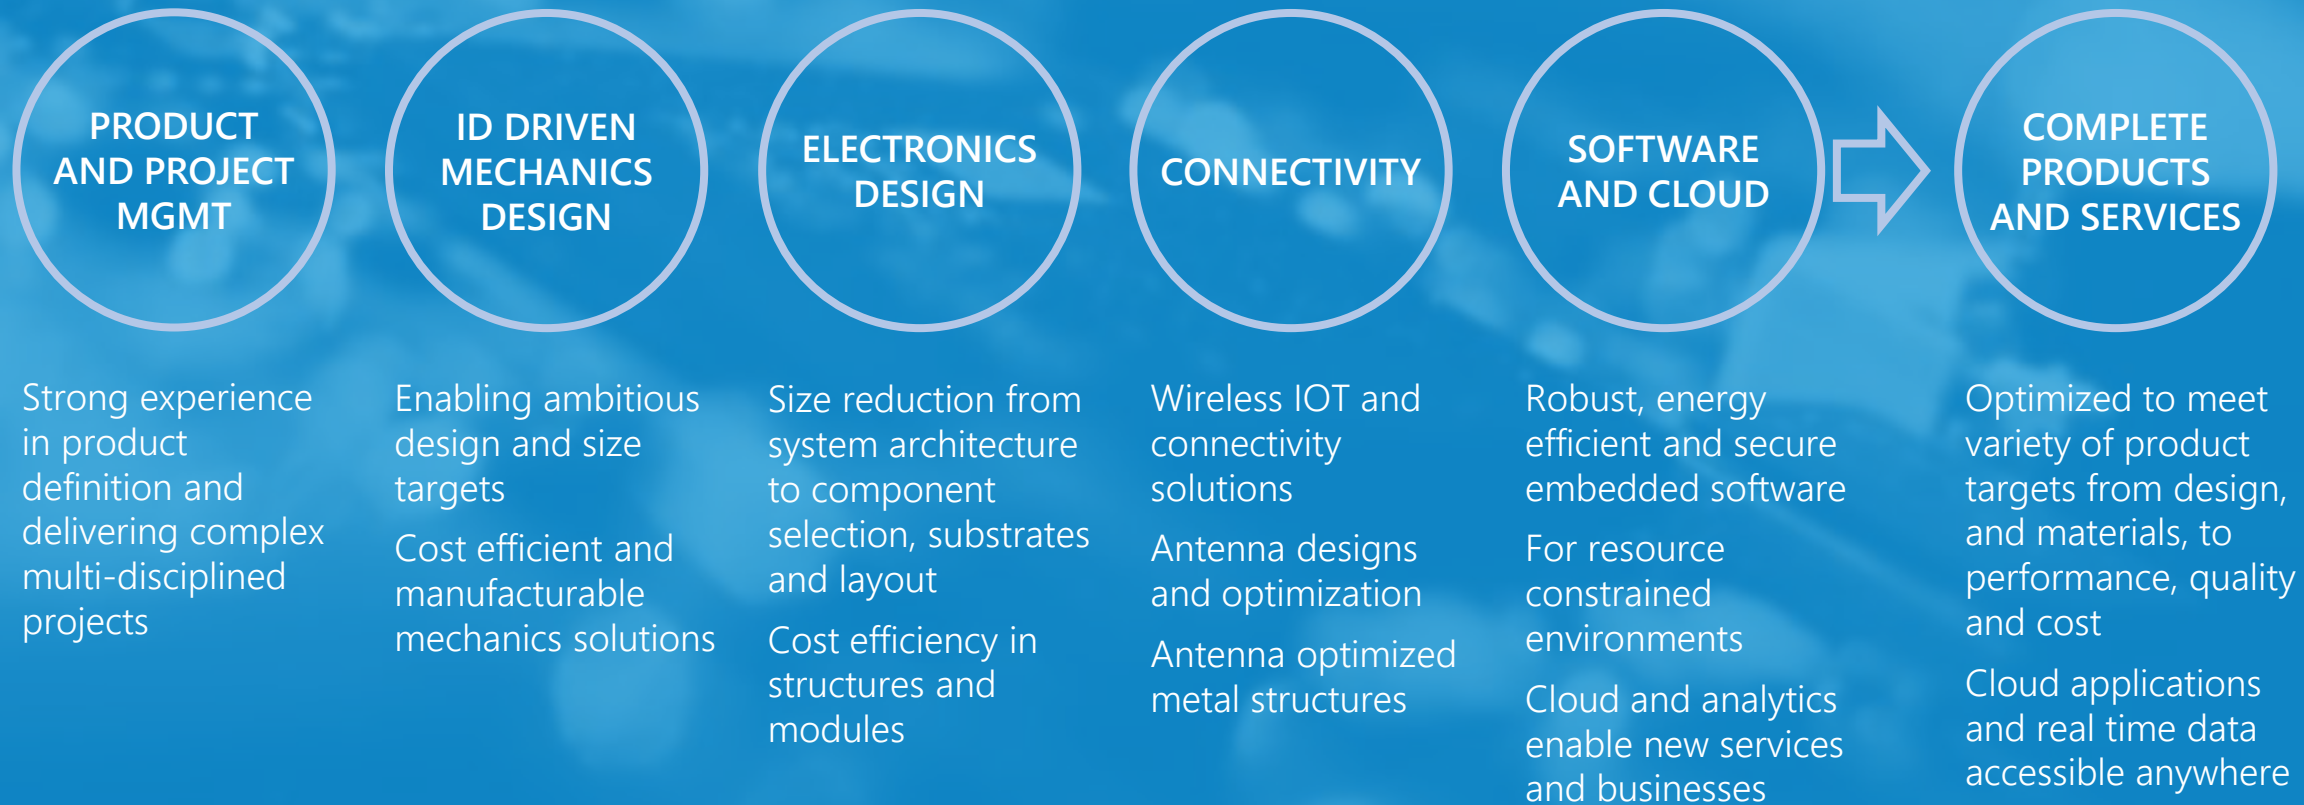 PRODUCT
AND PROJECT
MGMT
Strong experience
in product
definition and
delivering complex
multi-disciplined
projects
ID DRIVEN
MECHANICS
DESIGN
Enabling ambitious
design and size
targets
Cost efficient and
manufacturable
mechanics solutions
ELECTRONICS
DESIGN
Size reduction from
system architecture
to component
selection, substrates
and layout
Cost efficiency in
structures and
modules
CONNECTIVITY
Wireless IOT and
connectivity
solutions
Antenna designs
and optimization
Antenna optimized
metal structures
SOFTWARE
AND CLOUD
Robust, energy
efficient and secure
embedded software
For resource
constrained
environments
Cloud and analytics
enable new services
and businesses
COMPLETE
PRODUCTS
AND SERVICES
Optimized to meet
variety of product
targets from design,
and materials, to
performance, quality
and cost
Cloud applications
and real time data
accessible anywhere